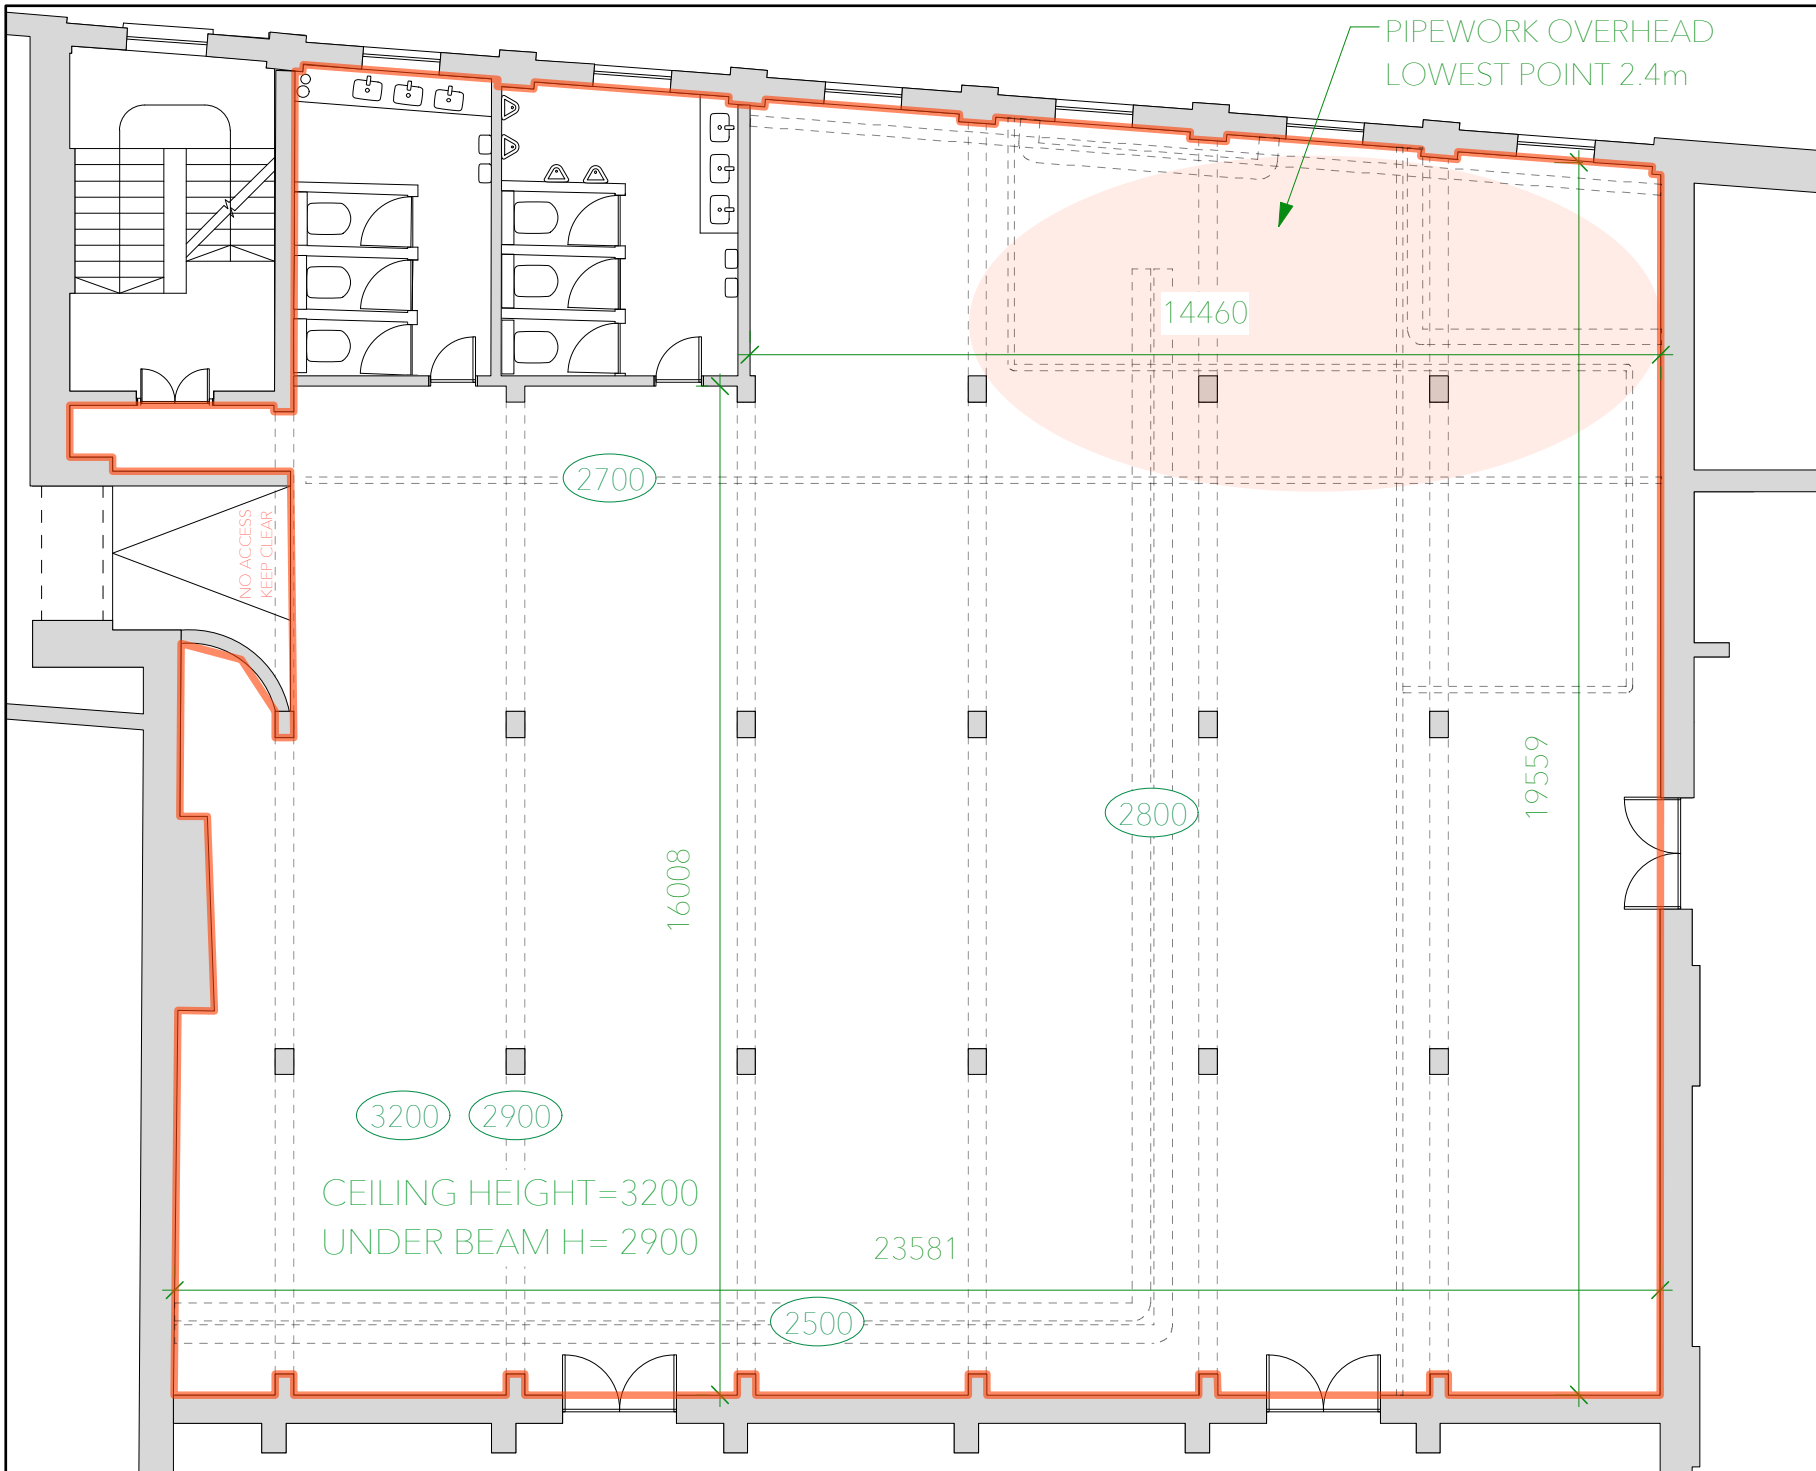 PIPEWORK OVERHEAD
LOWEST POINT 2.4m
14460
2700
NO ACCESS
KEEP CLEAR
2800
19559
16008
3200
2900
CEILING HEIGHT=3200
UNDER BEAM H= 2900
23581
2500